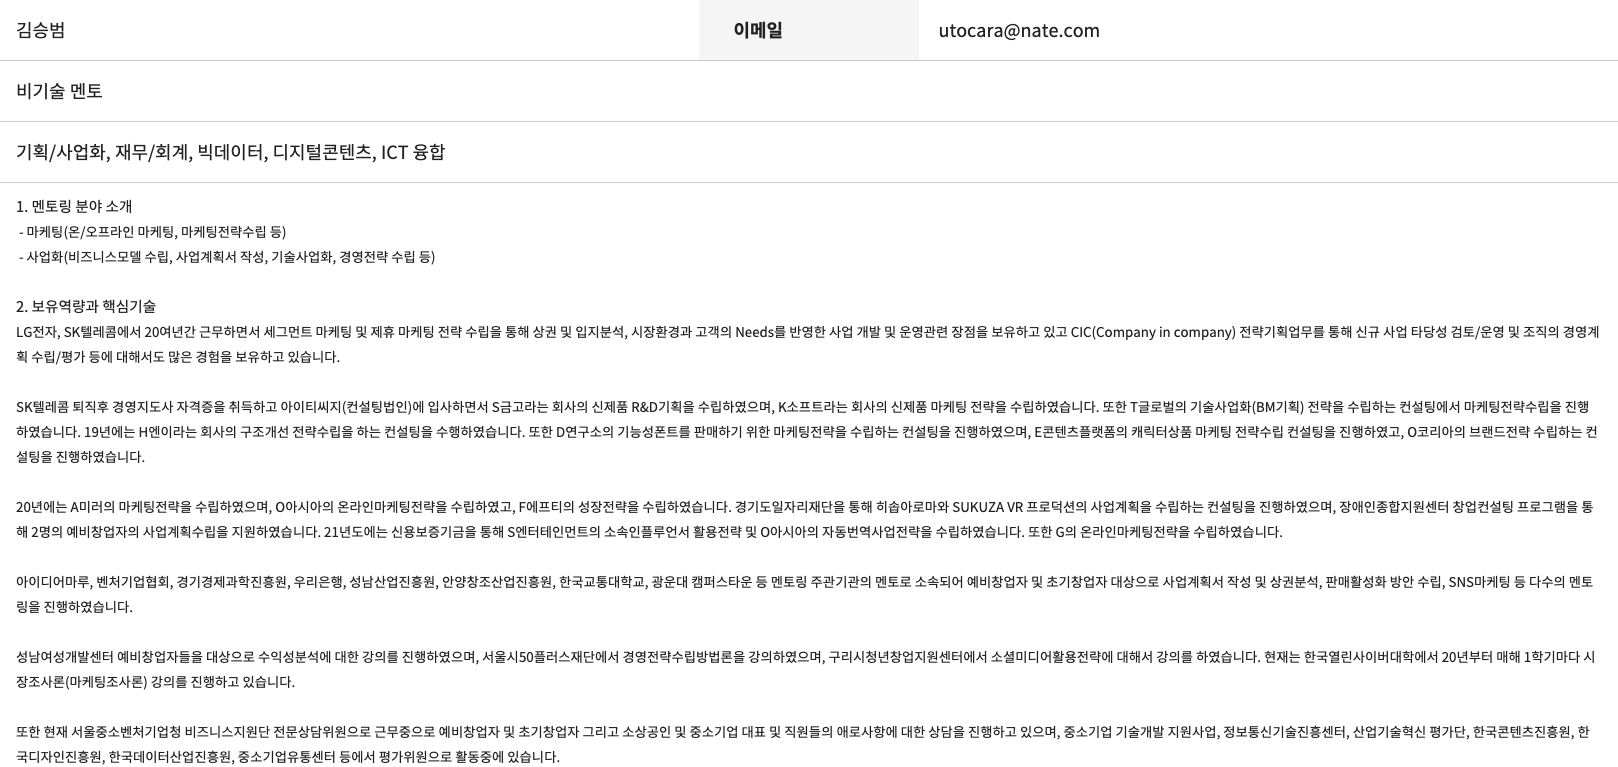 김승범 이메일 utocara@nate.com
비기술 멘토
기획/사업화, 재무/회계, 빅데이터, 디지털콘텐츠, ICT 융합
1. 멘토링 분야 소개
- 마케팅(온/오프라인 마케팅, 마케팅전략수립 등)
- 사업화(비즈니스모델 수립, 사업계획서 작성, 기술사업화, 경영전략 수립 등)
2. 보유역량과 핵심기술
LG전자, SK텔레콤에서 20여년간 근무하면서 세그먼트 마케팅 및 제휴 마케팅 전략 수립을 통해 상권 및 입지분석, 시장환경과 고객의 Needs를 반영한 사업 개발 및 운영관련 장점을 보유하고 있고 CIC(Company in company) 전략기획업무를 통해 신규 사업 타당성 검토/운영 및 조직의 경영계
획 수립/평가 등에 대해서도 많은 경험을 보유하고 있습니다.
SK텔레콤 퇴직후 경영지도사 자격증을 취득하고 아이티씨지(컨설팅법인)에 입사하면서 S금고라는 회사의 신제품 R&D기획을 수립하였으며, K소프트라는 회사의 신제품 마케팅 전략을 수립하였습니다. 또한 T글로벌의 기술사업화(BM기획) 전략을 수립하는 컨설팅에서 마케팅전략수립을 진행
하였습니다. 19년에는 H엔이라는 회사의 구조개선 전략수립을 하는 컨설팅을 수행하였습니다. 또한 D연구소의 기능성폰트를 판매하기 위한 마케팅전략을 수립하는 컨설팅을 진행하였으며, E콘텐츠플랫폼의 캐릭터상품 마케팅 전략수립 컨설팅을 진행하였고, O코리아의 브랜드전략 수립하는 컨
설팅을 진행하였습니다.
20년에는 A미러의 마케팅전략을 수립하였으며, O아시아의 온라인마케팅전략을 수립하였고, F에프티의 성장전략을 수립하였습니다. 경기도일자리재단을 통해 히솝아로마와 SUKUZA VR 프로덕션의 사업계획을 수립하는 컨설팅을 진행하였으며, 장애인종합지원센터 창업컨설팅 프로그램을 통
해 2명의 예비창업자의 사업계획수립을 지원하였습니다. 21년도에는 신용보증기금을 통해 S엔터테인먼트의 소속인플루언서 활용전략 및 O아시아의 자동번역사업전략을 수립하였습니다. 또한 G의 온라인마케팅전략을 수립하였습니다.
아이디어마루, 벤처기업협회, 경기경제과학진흥원, 우리은행, 성남산업진흥원, 안양창조산업진흥원, 한국교통대학교, 광운대 캠퍼스타운 등 멘토링 주관기관의 멘토로 소속되어 예비창업자 및 초기창업자 대상으로 사업계획서 작성 및 상권분석, 판매활성화 방안 수립, SNS마케팅 등 다수의 멘토
링을 진행하였습니다.
성남여성개발센터 예비창업자들을 대상으로 수익성분석에 대한 강의를 진행하였으며, 서울시50플러스재단에서 경영전략수립방법론을 강의하였으며, 구리시청년창업지원센터에서 소셜미디어활용전략에 대해서 강의를 하였습니다. 현재는 한국열린사이버대학에서 20년부터 매해 1학기마다 시
장조사론(마케팅조사론) 강의를 진행하고 있습니다.
또한 현재 서울중소벤처기업청 비즈니스지원단 전문상담위원으로 근무중으로 예비창업자 및 초기창업자 그리고 소상공인 및 중소기업 대표 및 직원들의 애로사항에 대한 상담을 진행하고 있으며, 중소기업 기술개발 지원사업, 정보통신기술진흥센터, 산업기술혁신 평가단, 한국콘텐츠진흥원, 한
국디자인진흥원, 한국데이터산업진흥원, 중소기업유통센터 등에서 평가위원으로 활동중에 있습니다.